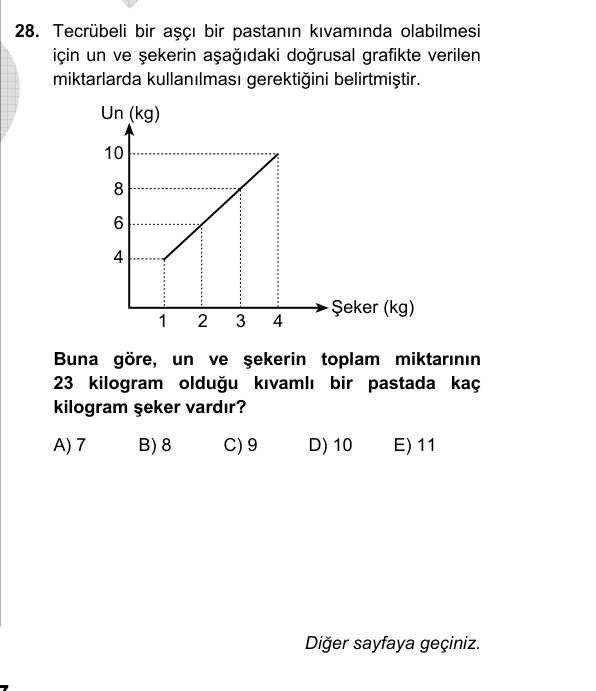 28. Tecrübeli bir aşçı bir pastanın kıvamında olabilmesi
için un ve şekerin aşağıdaki doğrusal grafikte verilen
miktarlarda kullanılması gerektiğini belirtmiştir.
Un (kg)
10
8
6
4
Şeker (kg)
1 2 3 4
Buna göre, un ve şekerin toplam miktarının
23 kilogram olduğu kıvamlı bir pastada kaç
kilogram şeker vardır?
A) 7 B) 8 C) 9 D) 10 E) 11
Diğer sayfaya geçiniz.